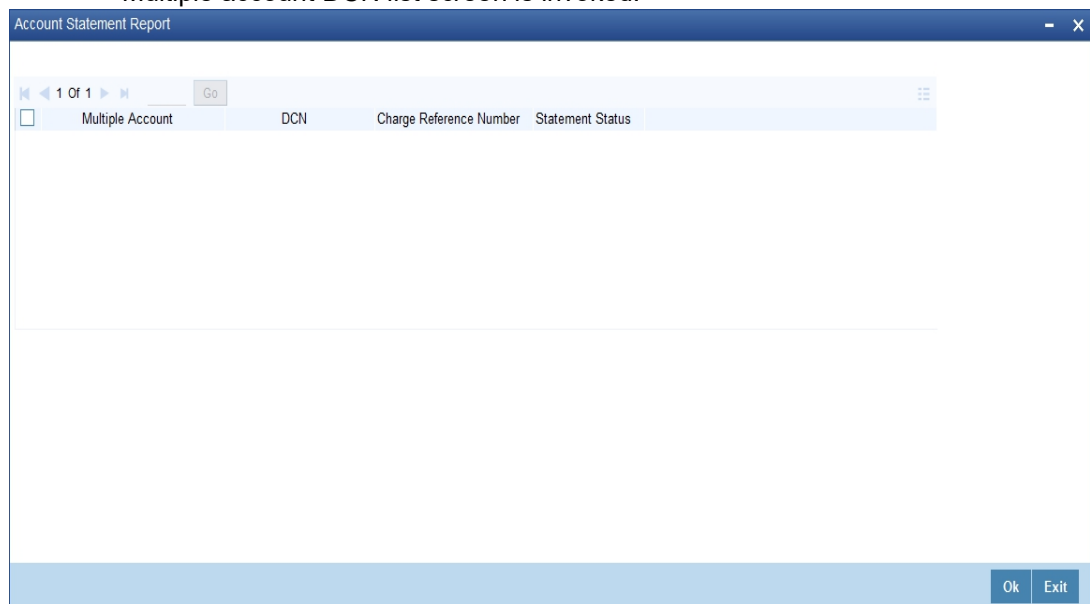 Multiple account DCN list screen is invoked.
Account Statement Report
1 Of 1 Go
Multiple Account DCN Charge Reference Number Statement Status
Ok Exit